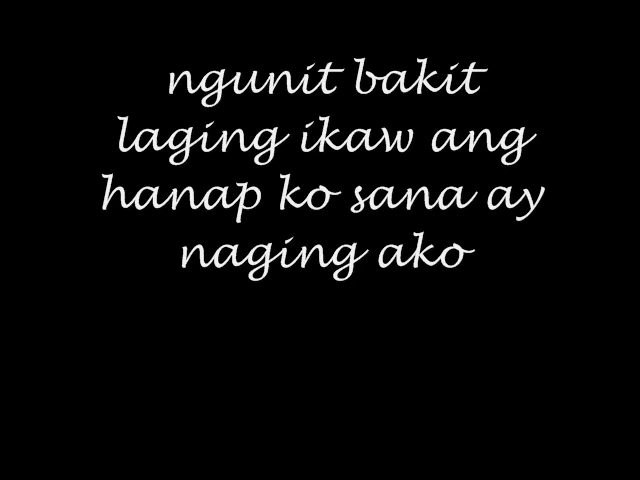 ngunit bakit
laging ikaw ang
hanap ko sana ay
naging ako